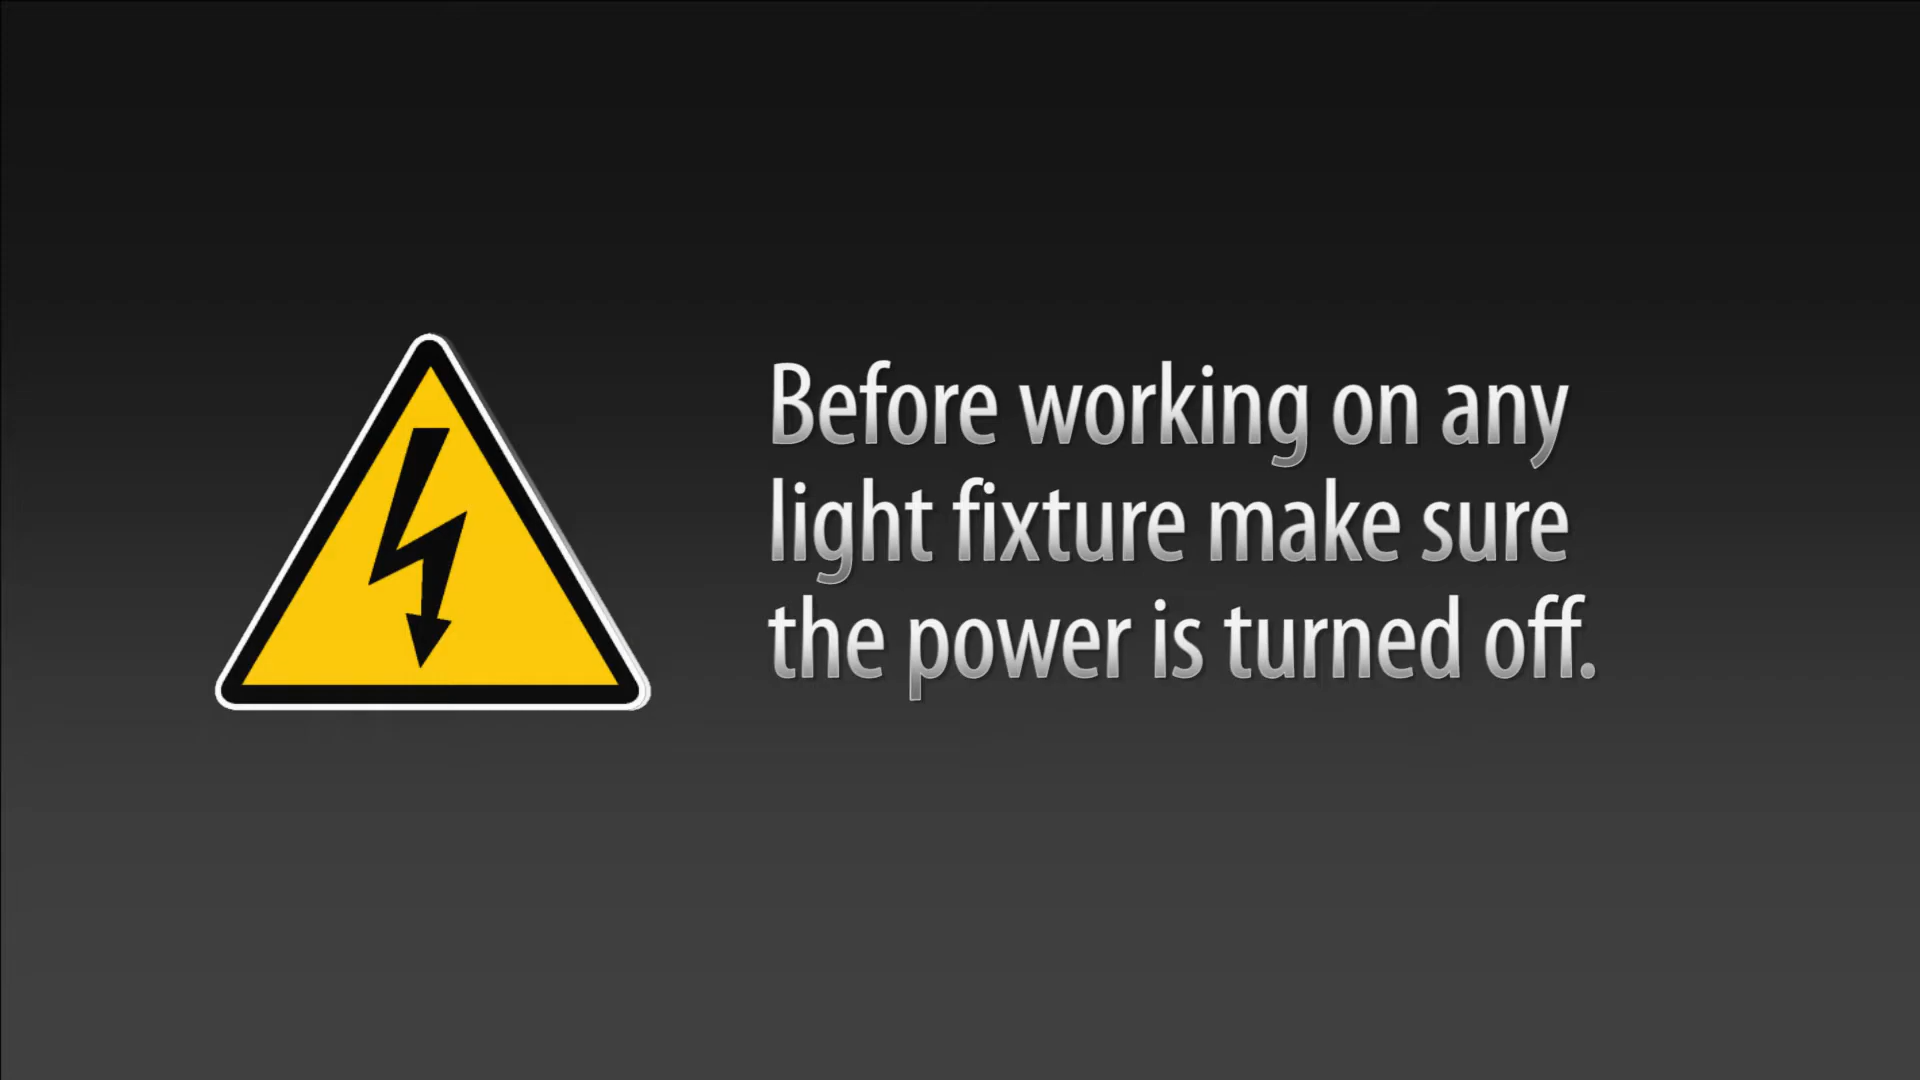 Before working on any
light fixture make sure
the power is turned off.